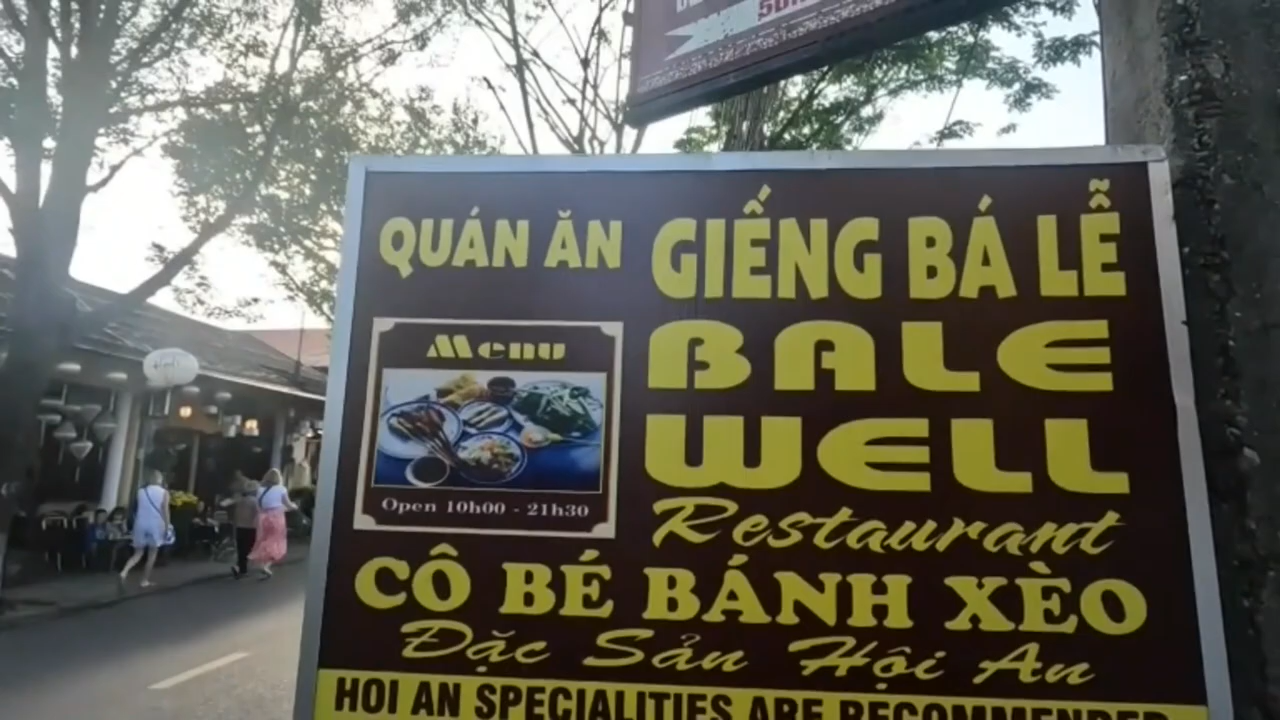 QUÁN ĂN GIẾNG BÁ LỄ
Menu
Open 10h00 - 21h30
BALE
WELL
Restaurant
CÔ BÉ BÁNH XÈO
Đặc Sản Hội An
HOI AN SPECIALITIES ARE RECOMMENDED